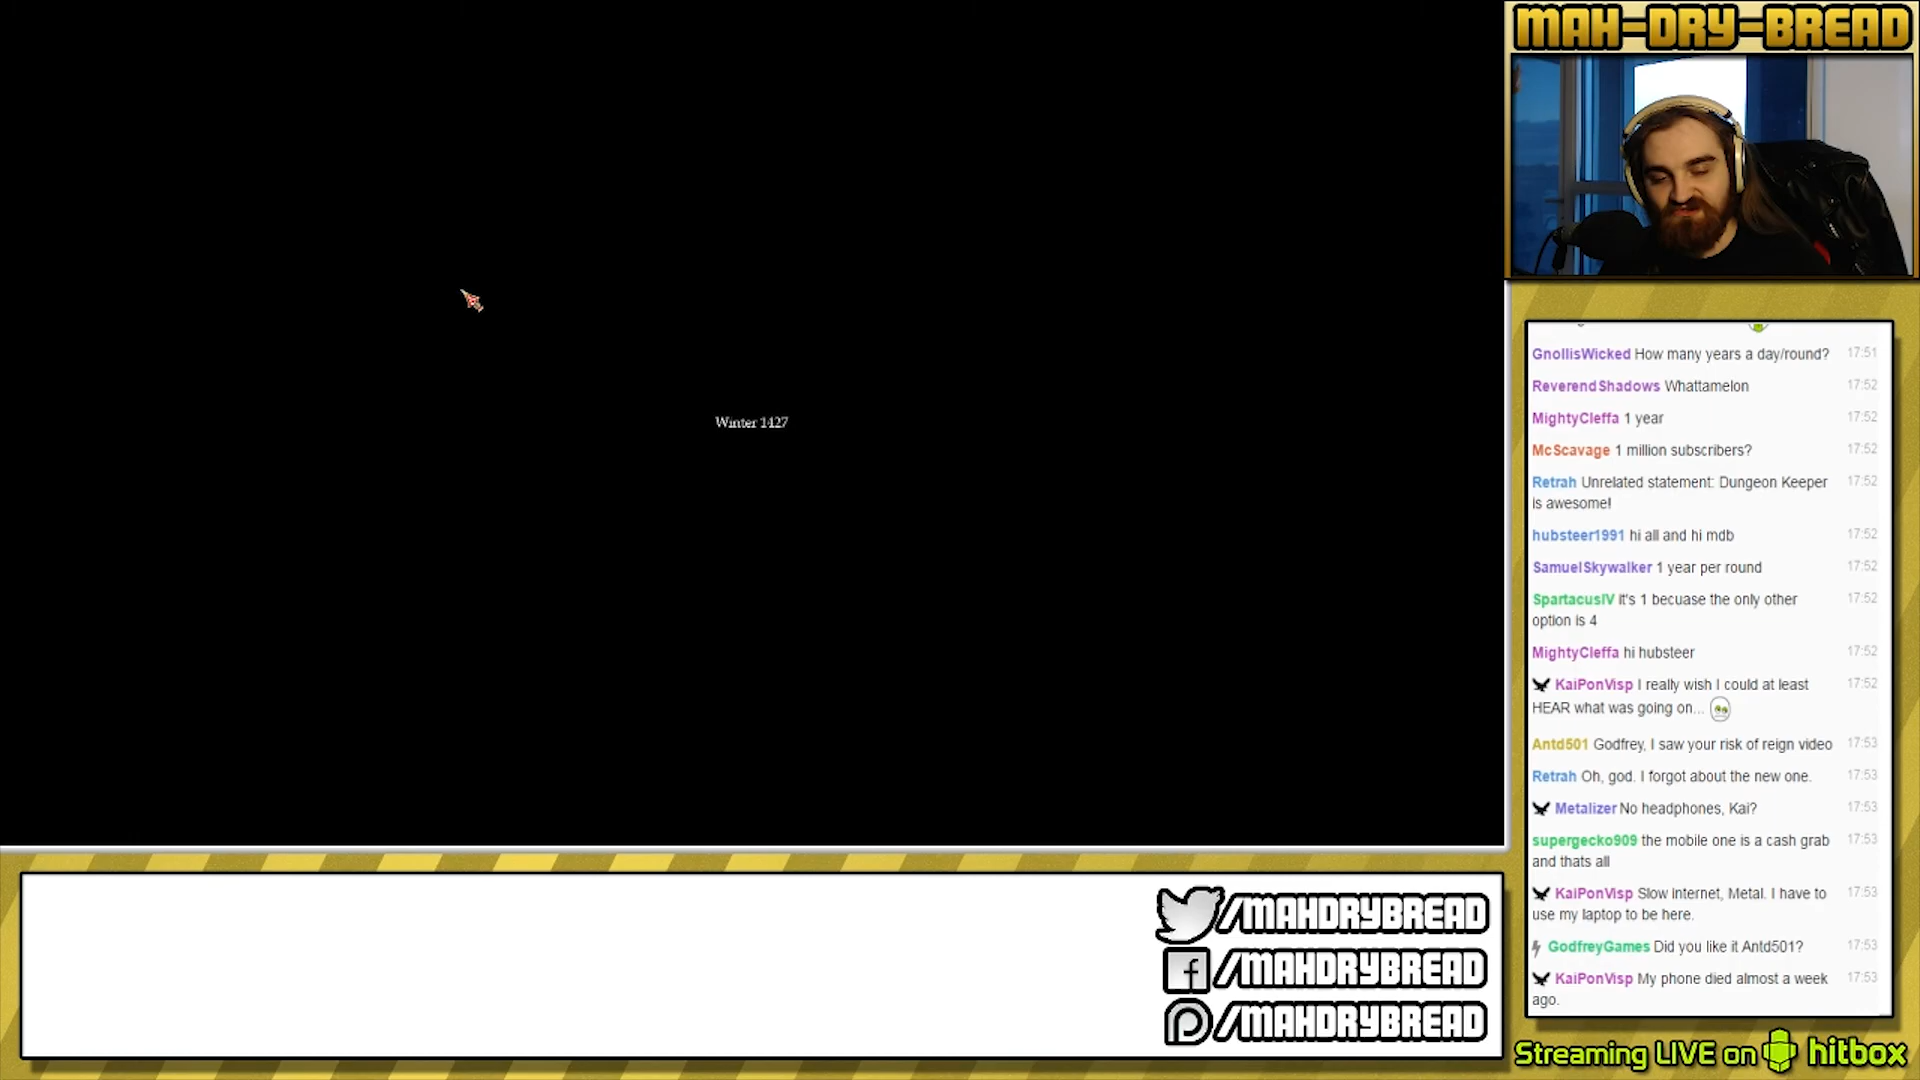 MAH-DRY-BREAD
Winter 1427
GnollisWicked How many years a day/round? 17:51
ReverendShadows Whattamelon 17:52
MightyCleffa 1 year 17:52
McScavage 1 million subscribers? 17:52
Retrah Unrelated statement: Dungeon Keeper 17:52
is awesome!
hubsteer1991 hi all and hi mdb 17:52
SamuelSkywalker 1 year per round 17:52
SpartacusIV it's 1 becuase the only other 17:52
option is 4
MightyCleffa hi hubsteer 17:52
KaiPonVisp I really wish I could at least 17:52
HEAR what was going on...
Antd501 Godfrey, I saw your risk of reign video 17:53
Retrah Oh, god. I forgot about the new one. 17:53
Metalizer No headphones, Kai? 17:53
supergecko909 the mobile one is a cash grab 17:53
and thats all
KaiPonVisp Slow internet, Metal. I have to 17:53
use my laptop to be here.
GodfreyGames Did you like it Antd501? 17:53
KaiPonVisp My phone died almost a week 17:53
ago.
/MAHDRYBREAD
/MAHDRYBREAD
/MAHDRYBREAD
Streaming LIVE on hitbox